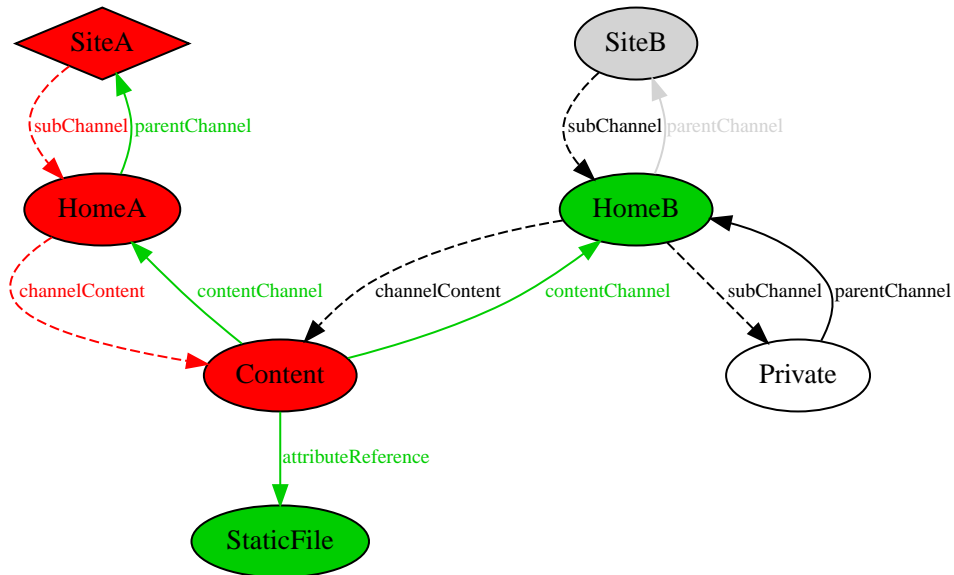 SiteA
SiteB
subChannel
parentChannel
subChannel
parentChannel
HomeA
HomeB
channelContent
contentChannel
channelContent
contentChannel
subChannel
parentChannel
Content
Private
attributeReference
StaticFile